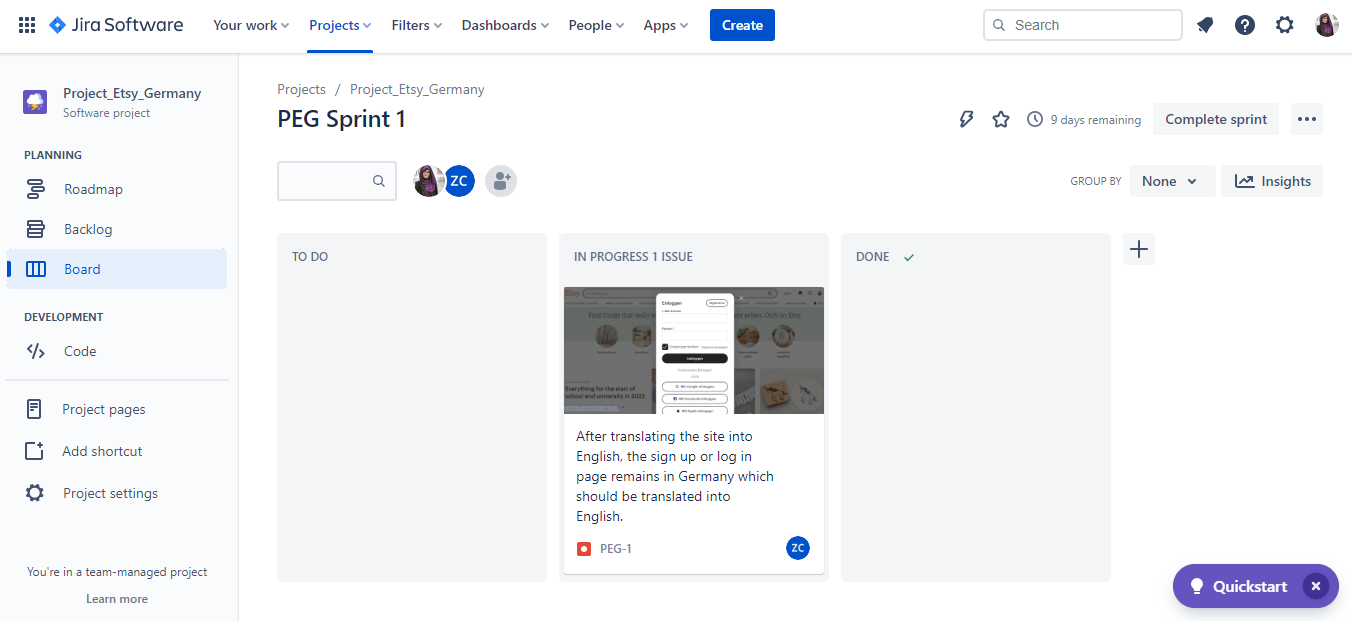 Jira Software
Your work
Projects
Filters
Dashboards
People
Apps
Create
Search
Project_Etsy_Germany
Software project
PLANNING
Roadmap
Backlog
Board
DEVELOPMENT
Code
Project pages
Add shortcut
Project settings
You're in a team-managed project
Learn more
Projects / Project_Etsy_Germany
PEG Sprint 1
9 days remaining
Complete sprint
ZC
GROUP BY
None
Insights
TO DO
IN PROGRESS 1 ISSUE
Etsy
Einloggen
Find things that
Only on Etsy.
Einloggen
Everything for the start of
school and university in 2022
After translating the site into
English, the sign up or log in
page remains in Germany which
should be translated into
English.
PEG-1
ZC
DONE
Quickstart